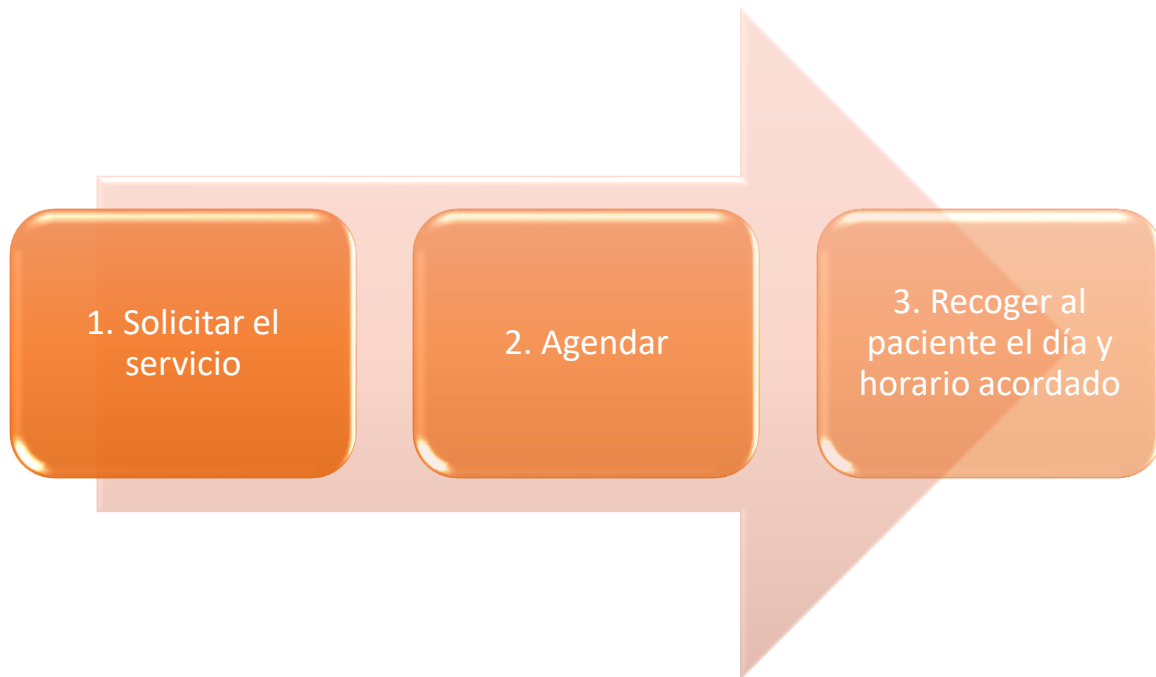 1. Solicitar el
servicio
2. Agendar
3. Recoger al
paciente el día y
horario acordado